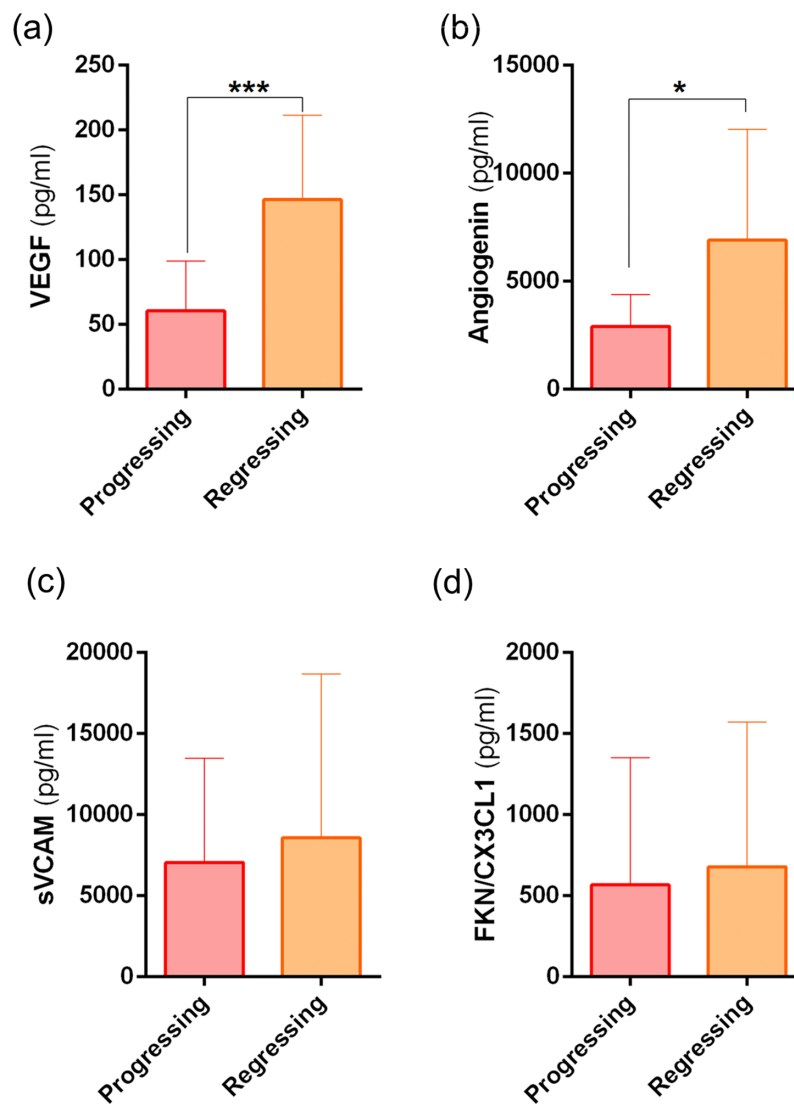 (a)
VEGF (pg/ml)
250
200
150
100
50
0
***
Progressing
Regressing
(b)
Angiogenin (pg/ml)
15000
10000
5000
0
*
Progressing
Regressing
(c)
sVCAM (pg/ml)
20000
15000
10000
5000
0
Progressing
Regressing
(d)
FKN/CX3CL1 (pg/ml)
2000
1500
1000
500
0
Progressing
Regressing